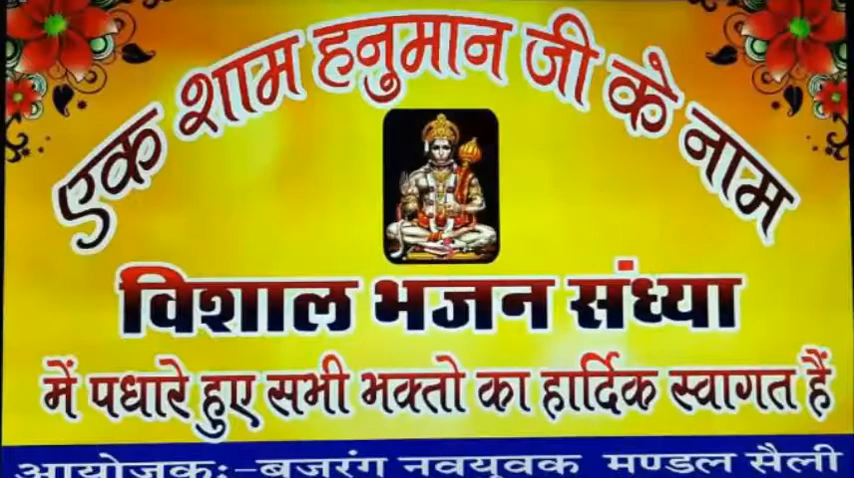 एक शाम हनुमान जी के नाम
विशाल भजन संध्या
में पधारे हुए सभी भक्तो का हार्दिक स्वागत हैं
आयोजक:-बजरंग नवयुवक मण्डल सैली